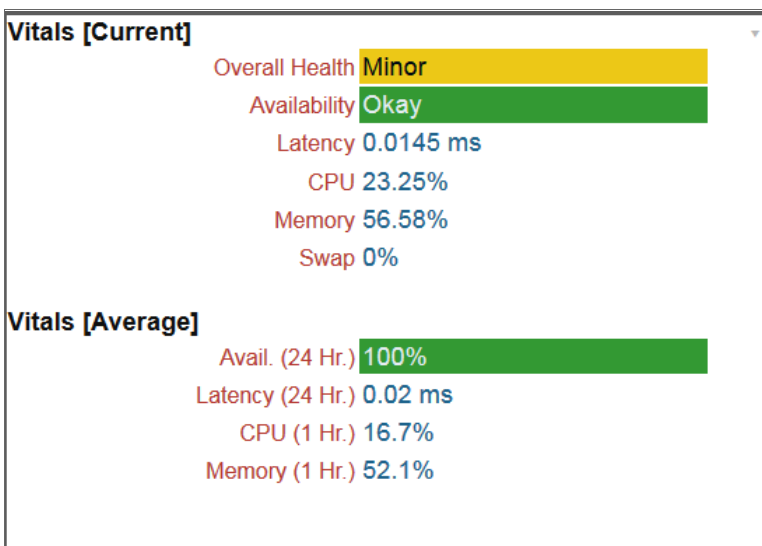 Vitals [Current]
Overall Health Minor
Availability Okay
Latency 0.0145 ms
CPU 23.25%
Memory 56.58%
Swap 0%
Vitals [Average]
Avail. (24 Hr.) 100%
Latency (24 Hr.) 0.02 ms
CPU (1 Hr.) 16.7%
Memory (1 Hr.) 52.1%